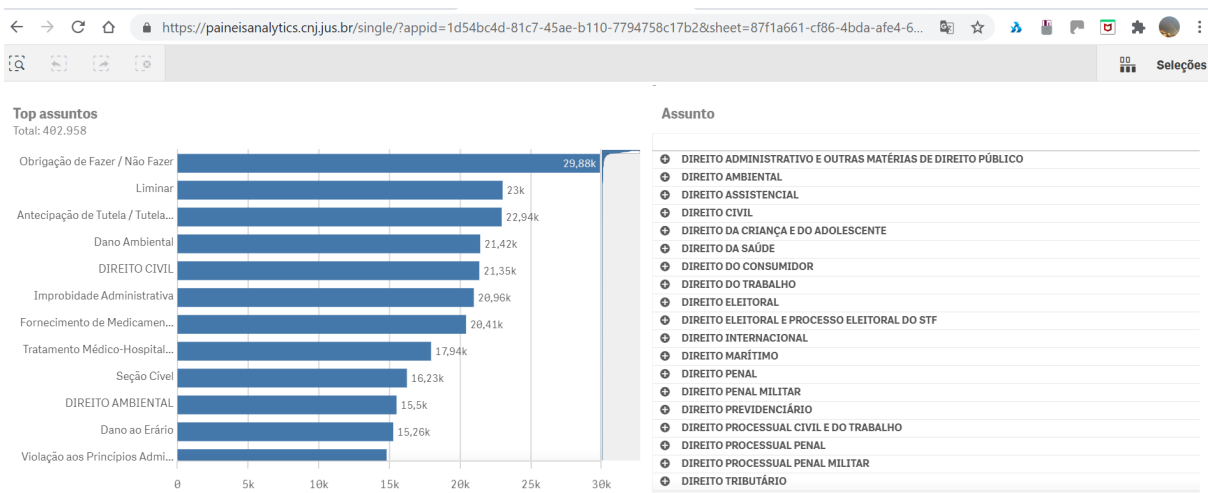 https://paineisanalytics.cnj.jus.br/single/?appid=1d54bc4d-81c7-45ae-b110-7794758c17b2&sheet=87f1a661-cf86-4bda-afe4-6...
Seleções
Top assuntos
Total: 402.958
Obrigação de Fazer / Não Fazer 29,88k
Liminar 23k
Antecipação de Tutela / Tutela... 22,94k
Dano Ambiental 21,42k
DIREITO CIVIL 21,35k
Improbidade Administrativa 20,96k
Fornecimento de Medicamen... 20,41k
Tratamento Médico-Hospital... 17,94k
Seção Cível 16,23k
DIREITO AMBIENTAL 15,5k
Dano ao Erário 15,26k
Violação aos Princípios Admi...
0 5k 10k 15k 20k 25k 30k
Assunto
DIREITO ADMINISTRATIVO E OUTRAS MATÉRIAS DE DIREITO PÚBLICO
DIREITO AMBIENTAL
DIREITO ASSISTENCIAL
DIREITO CIVIL
DIREITO DA CRIANÇA E DO ADOLESCENTE
DIREITO DA SAÚDE
DIREITO DO CONSUMIDOR
DIREITO DO TRABALHO
DIREITO ELEITORAL
DIREITO ELEITORAL E PROCESSO ELEITORAL DO STF
DIREITO INTERNACIONAL
DIREITO MARÍTIMO
DIREITO PENAL
DIREITO PENAL MILITAR
DIREITO PREVIDENCIÁRIO
DIREITO PROCESSUAL CIVIL E DO TRABALHO
DIREITO PROCESSUAL PENAL
DIREITO PROCESSUAL PENAL MILITAR
DIREITO TRIBUTÁRIO